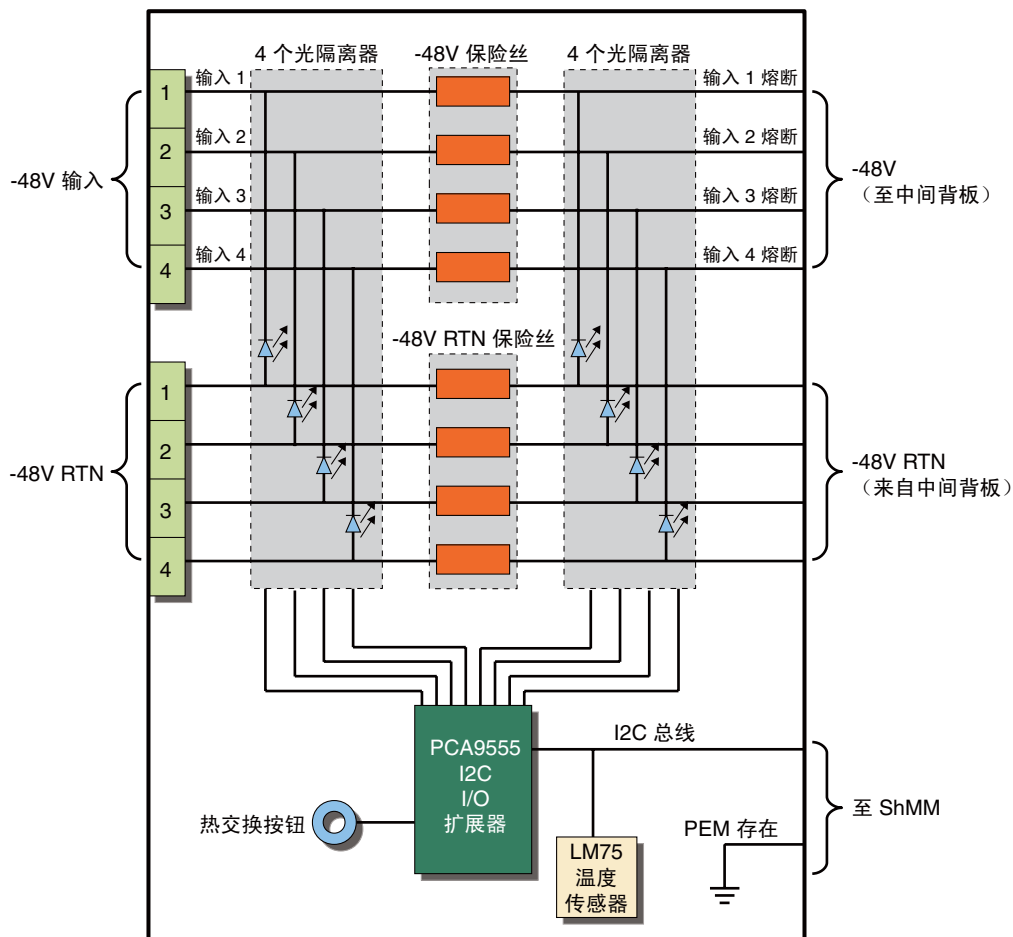 4 个光隔离器
-48V 保险丝
4 个光隔离器
输入 1
输入 1 熔断
1
输入 2
输入 2 熔断
2
-48V 输入
输入 3
输入 3 熔断
3
-48V
（至中间背板）
输入 4
输入 4 熔断
4
-48V RTN 保险丝
1
2
-48V RTN
3
-48V RTN
（来自中间背板）
4
PCA9555
I2C
I/O
扩展器
I2C 总线
热交换按钮
至 ShMM
PEM 存在
LM75
温度
传感器